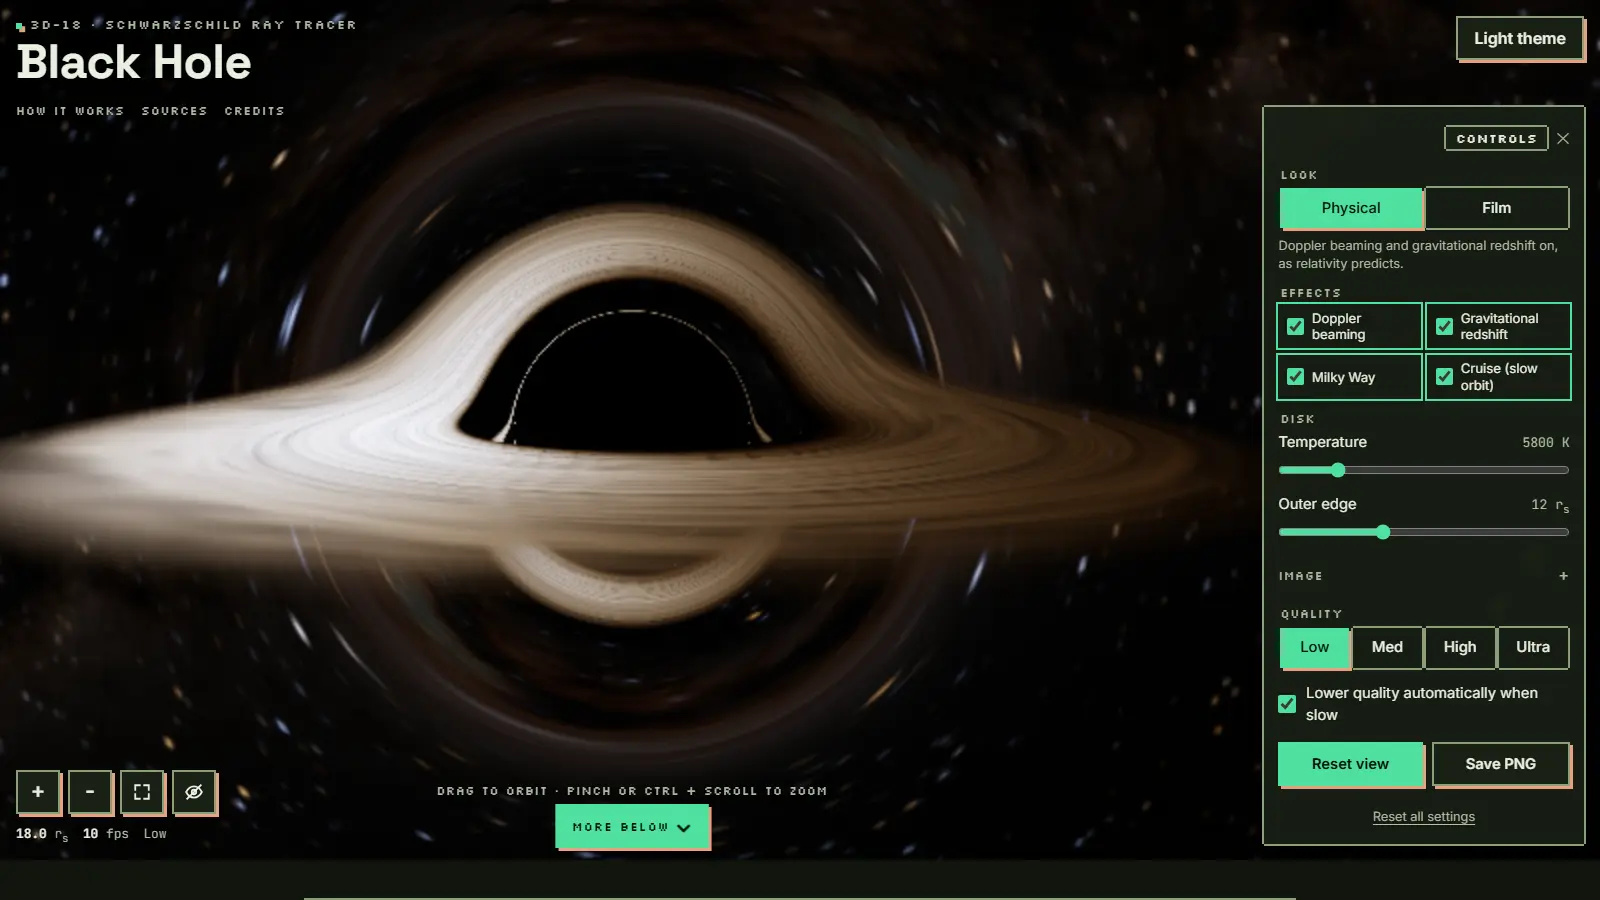 3D-18 · SCHWARZSCHILD RAY TRACER
Black Hole
HOW IT WORKS SOURCES CREDITS
Light theme
CONTROLS
LOOK
Physical Film
Doppler beaming and gravitational redshift on,
as relativity predicts.
EFFECTS
Doppler
beaming
Gravitational
redshift
Milky Way
Cruise (slow
orbit)
DISK
Temperature 5800 K
Outer edge 12 rs
IMAGE +
QUALITY
Low Med High Ultra
Lower quality automatically when
slow
Reset view Save PNG
Reset all settings
+ -
18.0 rs 10 fps Low
DRAG TO ORBIT · PINCH OR CTRL + SCROLL TO ZOOM
MORE BELOW